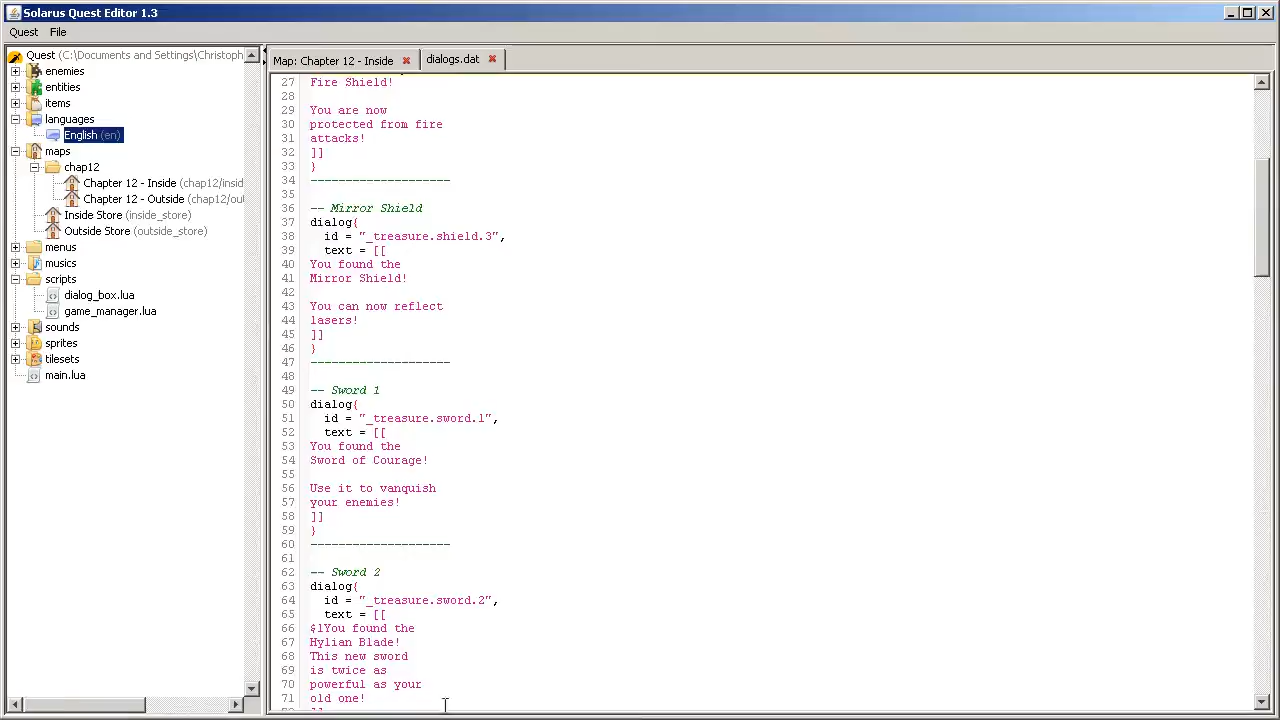 Solarus Quest Editor 1.3
Quest File
Quest (C:\Documents and Settings\Christoph
enemies
entities
items
languages
English (en)
maps
chap12
Chapter 12 - Inside (chap12/insid
Chapter 12 - Outside (chap12/out
Inside Store (inside_store)
Outside Store (outside_store)
menus
musics
scripts
dialog_box.lua
game_manager.lua
sounds
sprites
tilesets
main.lua
Map: Chapter 12 - Inside
dialogs.dat
27 Fire Shield!
28
29 You are now
30 protected from fire
31 attacks!
32 ]]
33 }
34 --------------------
35
36 -- Mirror Shield
37 dialog{
38   id = "_treasure.shield.3",
39   text = [[
40 You found the
41 Mirror Shield!
42
43 You can now reflect
44 lasers!
45 ]]
46 }
47 --------------------
48
49 -- Sword 1
50 dialog{
51   id = "_treasure.sword.1",
52   text = [[
53 You found the
54 Sword of Courage!
55
56 Use it to vanquish
57 your enemies!
58 ]]
59 }
60 --------------------
61
62 -- Sword 2
63 dialog{
64   id = "_treasure.sword.2",
65   text = [[
66 $1You found the
67 Hylian Blade!
68 This new sword
69 is twice as
70 powerful as your
71 old one!